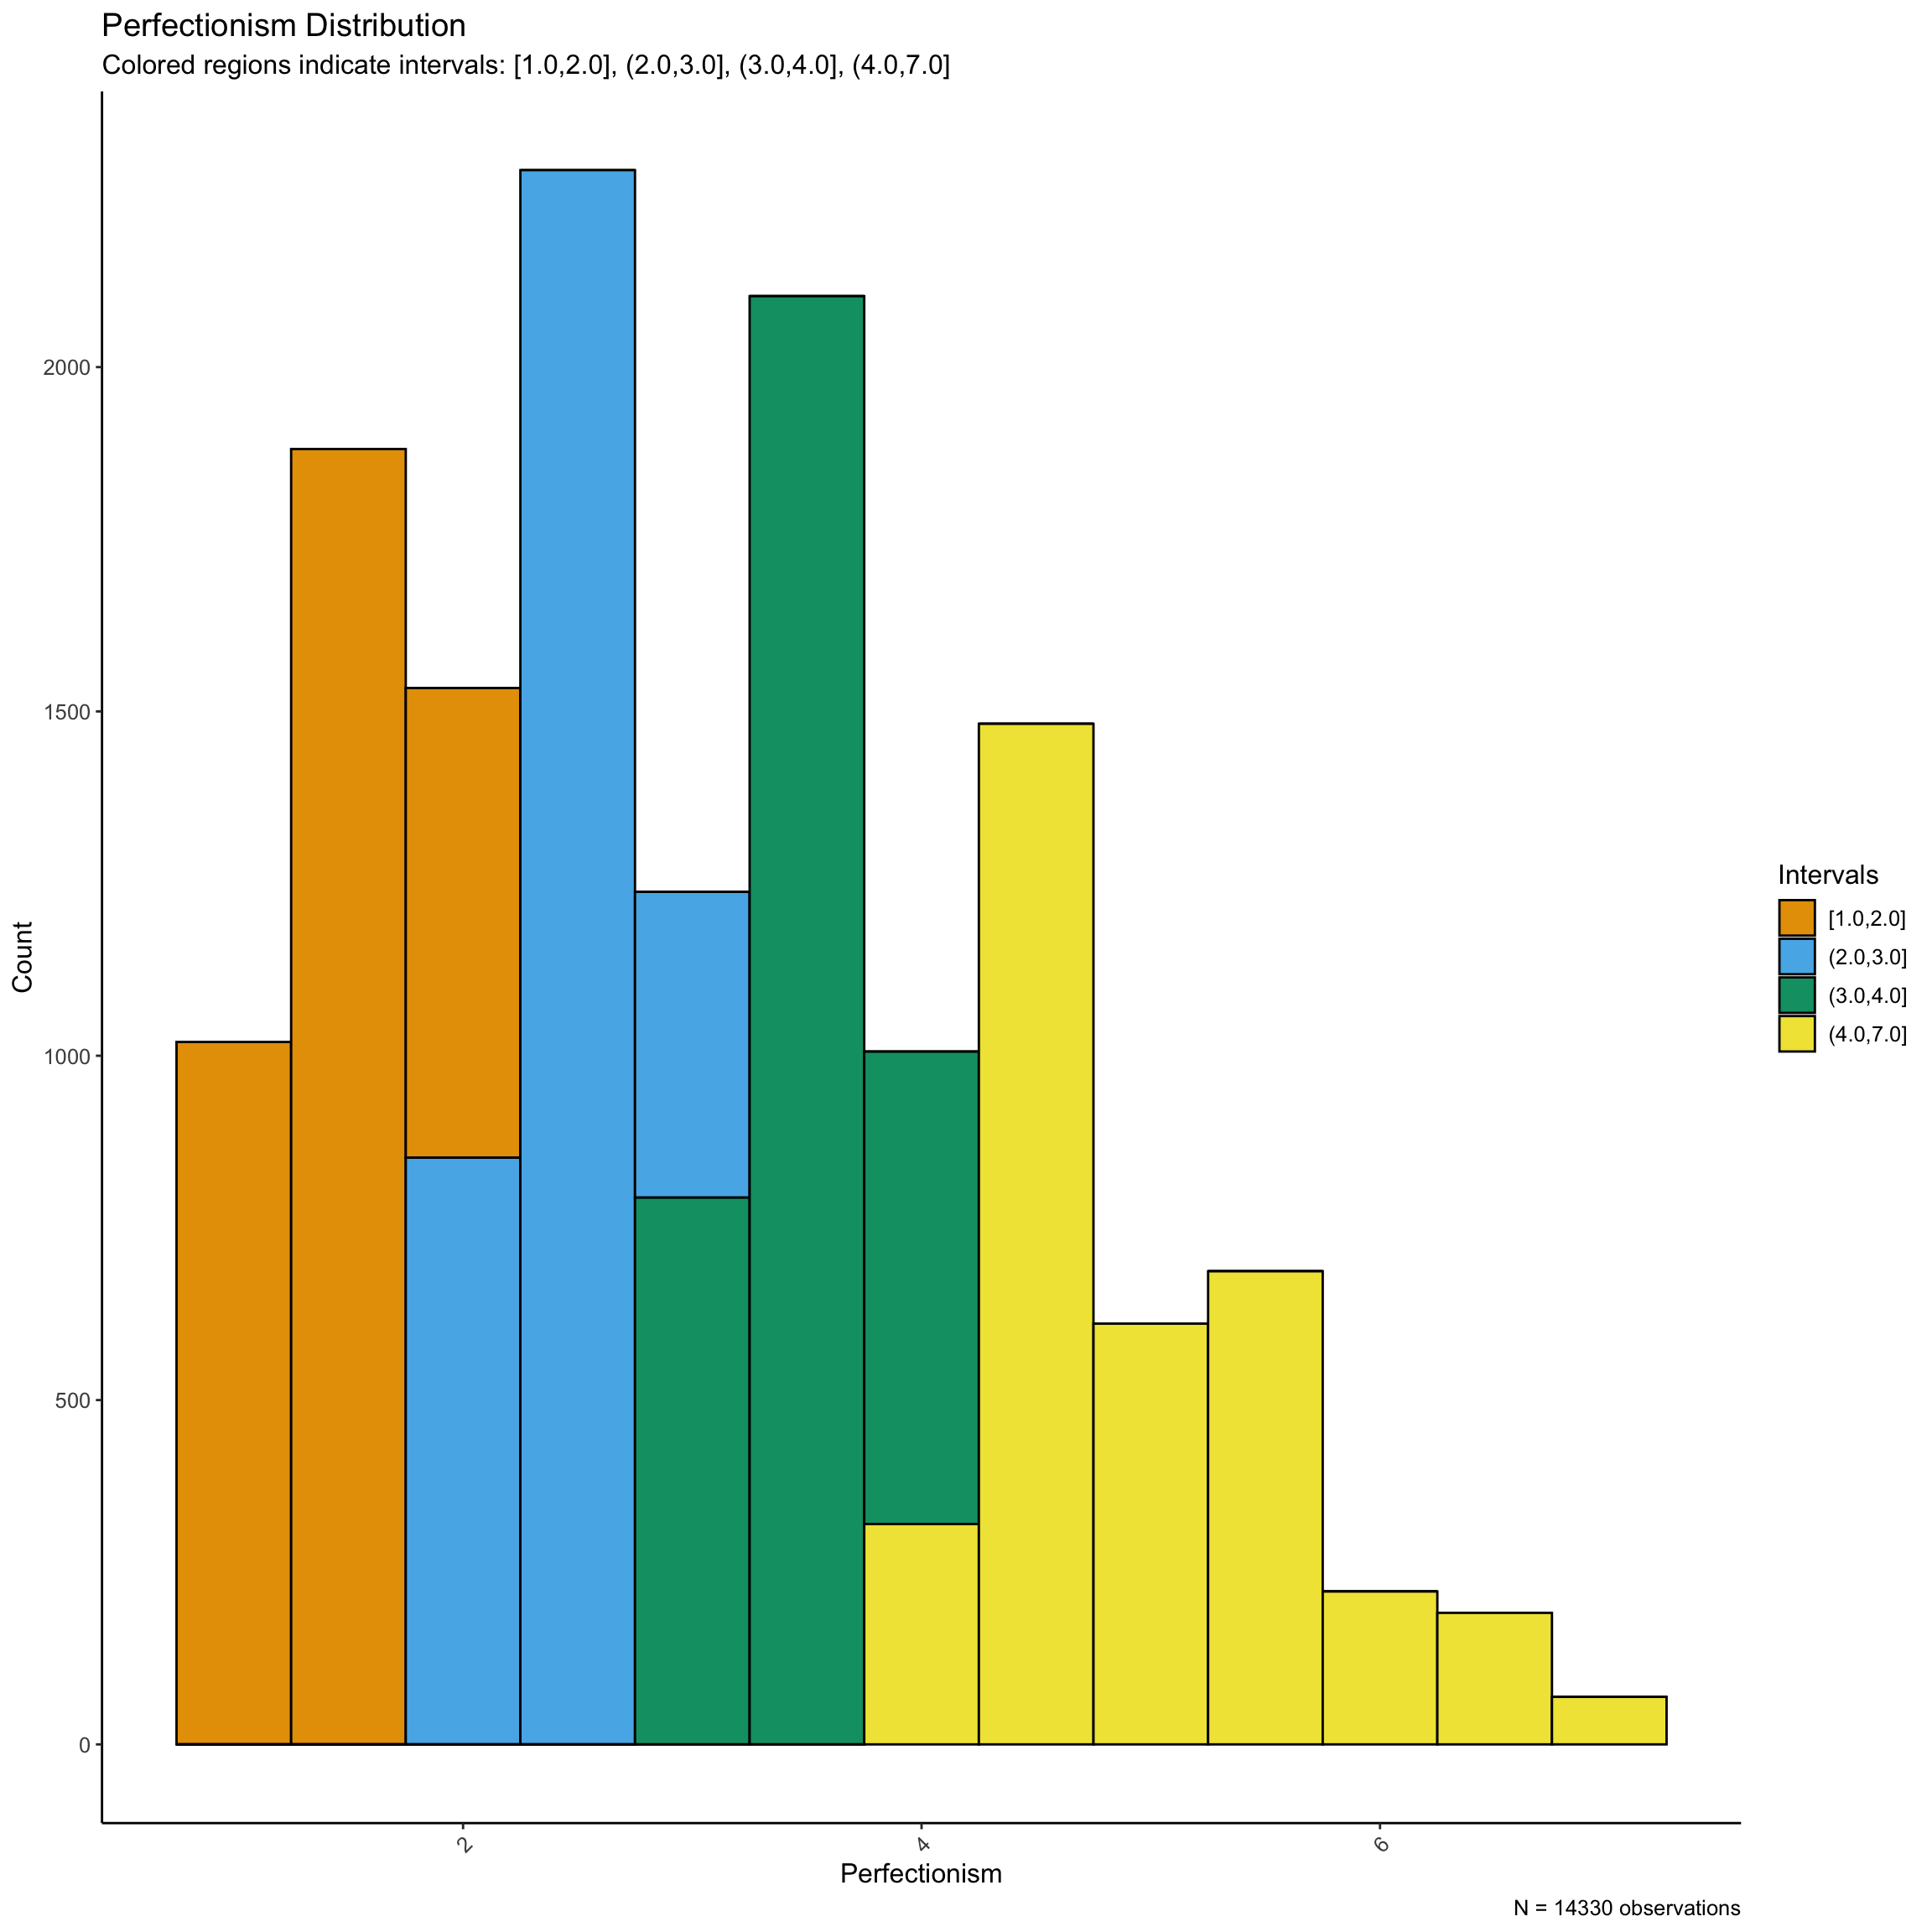 Perfectionism Distribution
Colored regions indicate intervals: [1.0,2.0], (2.0,3.0], (3.0,4.0], (4.0,7.0]
2000
1500
1000
500
0
Count
2
4
6
Perfectionism
Intervals
[1.0,2.0]
(2.0,3.0]
(3.0,4.0]
(4.0,7.0]
N = 14330 observations